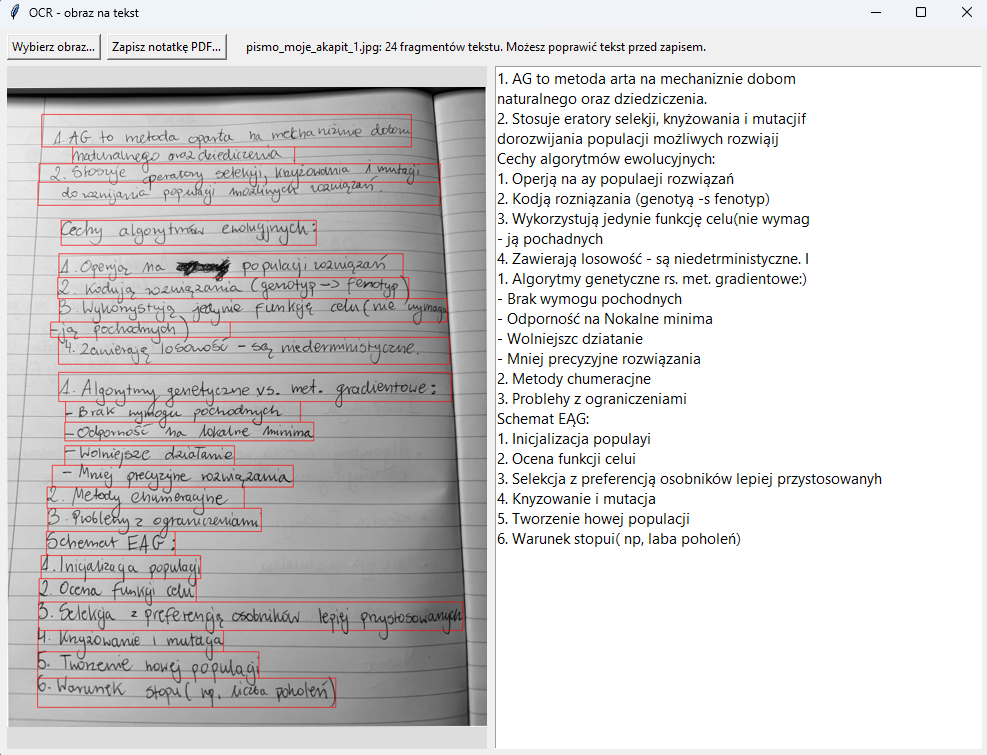 OCR - obraz na tekst
Wybierz obraz...
Zapisz notatkę PDF...
pismo_moje_akapit_1.jpg: 24 fragmentów tekstu. Możesz poprawić tekst przed zapisem.
1. AG to metoda oparta na mechanizmie doboru
naturalnego oraz dziedziczenia
2. Stosuje operatory selekcji, krzyżowania i mutacji
do rozwijania populacji możliwych rozwiązań.
Cechy algorytmów ewolucyjnych:
1. Operują na populacji rozwiązań
2. Kodują rozwiązania (genotyp -> fenotyp)
3. Wykorzystują jedynie funkcję celu (nie wymaga-
-ją pochodnych)
4. Zawierają losowość - są niederministyczne.
1. Algorytmy genetyczne vs. met. gradientowe:
- Brak wymogu pochodnych
- Odporność na lokalne minima
- Wolniejsze działanie
- Mniej precyzyjne rozwiązania
2. Metody enumeracyjne
3. Problemy z ograniczeniami
Schemat EAG:
1. Inicjalizacja populacji
2. Ocena funkcji celu
3. Selekcja z preferencją osobników lepiej przystosowanych
4. Krzyżowanie i mutacja
5. Tworzenie nowej populacji
6. Warunek stopu (np. liczba pokoleń)
1. AG to metoda arta na mechaniznie dobom
naturalnego oraz dziedziczenia.
2. Stosuje eratory selekji, knyżowania i mutacjif
dorozwijania populacji możliwych rozwiąij
Cechy algorytmów ewolucyjnych:
1. Operją na ay populaeji rozwiązań
2. Kodją rozniązania (genotyą -s fenotyp)
3. Wykorzystują jedynie funkcję celu(nie wymag
- ją pochadnych
4. Zawierają losowość - są niedetrministyczne. I
1. Algorytmy genetyczne rs. met. gradientowe:)
- Brak wymogu pochodnych
- Odporność na Nokalne minima
- Wolniejszc dziatanie
- Mniej precyzyjne rozwiązania
2. Metody chumeracjne
3. Problehy z ograniczeniami
Schemat EĄG:
1. Inicjalizacja populayi
2. Ocena funkcji celui
3. Selekcja z preferencją osobników lepiej przystosowanyh
4. Knyzowanie i mutacja
5. Tworzenie howej populacji
6. Warunek stopui( np, laba poholeń)